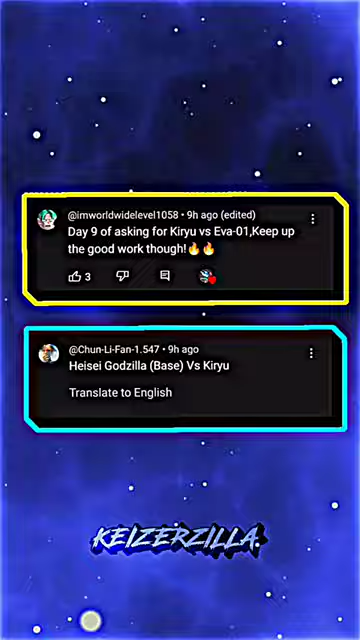 @imworldwidelevel1058 • 9h ago (edited)
Day 9 of asking for Kiryu vs Eva-01,Keep up
the good work though!🔥🔥
3
@Chun-Li-Fan-1.547 • 9h ago
Heisei Godzilla (Base) Vs Kiryu
Translate to English
KEIZERZILLA.